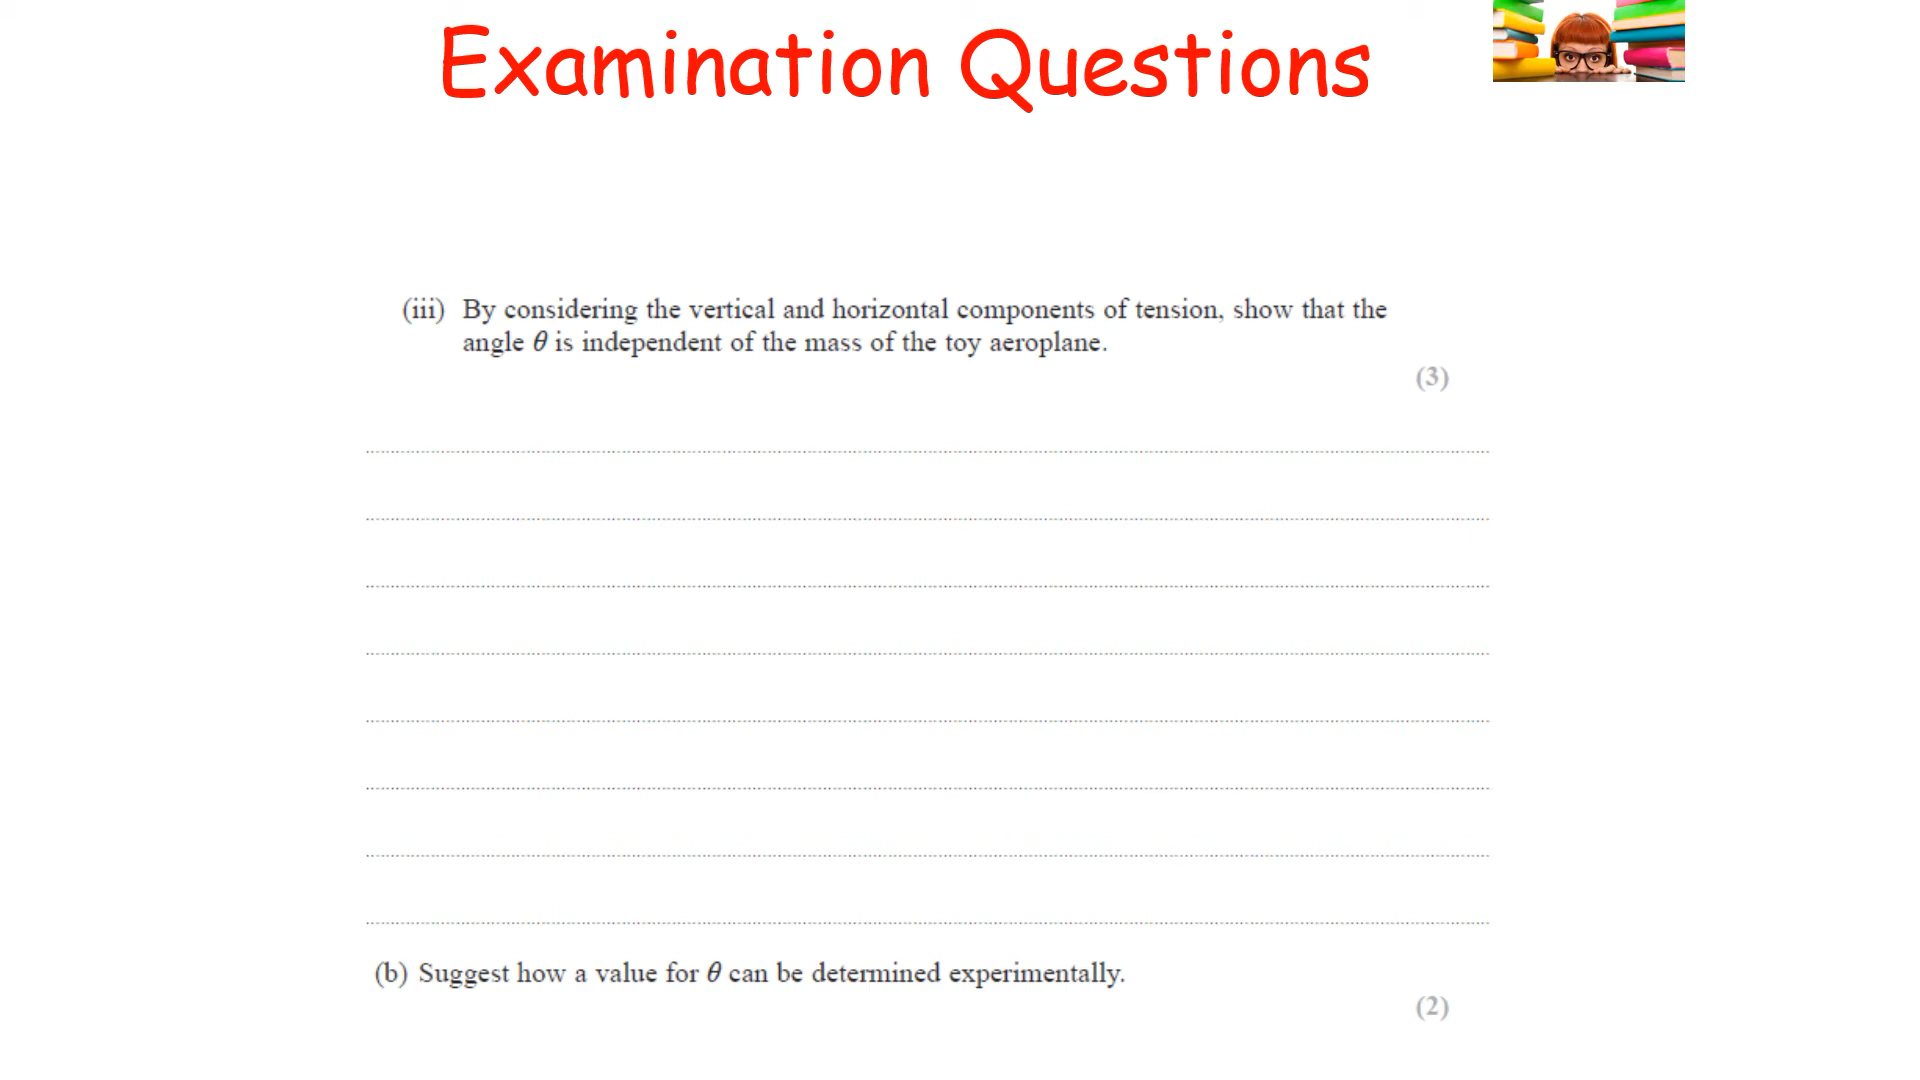 Examination Questions
(iii) By considering the vertical and horizontal components of tension, show that the
angle θ is independent of the mass of the toy aeroplane.
(3)
(b) Suggest how a value for θ can be determined experimentally.
(2)